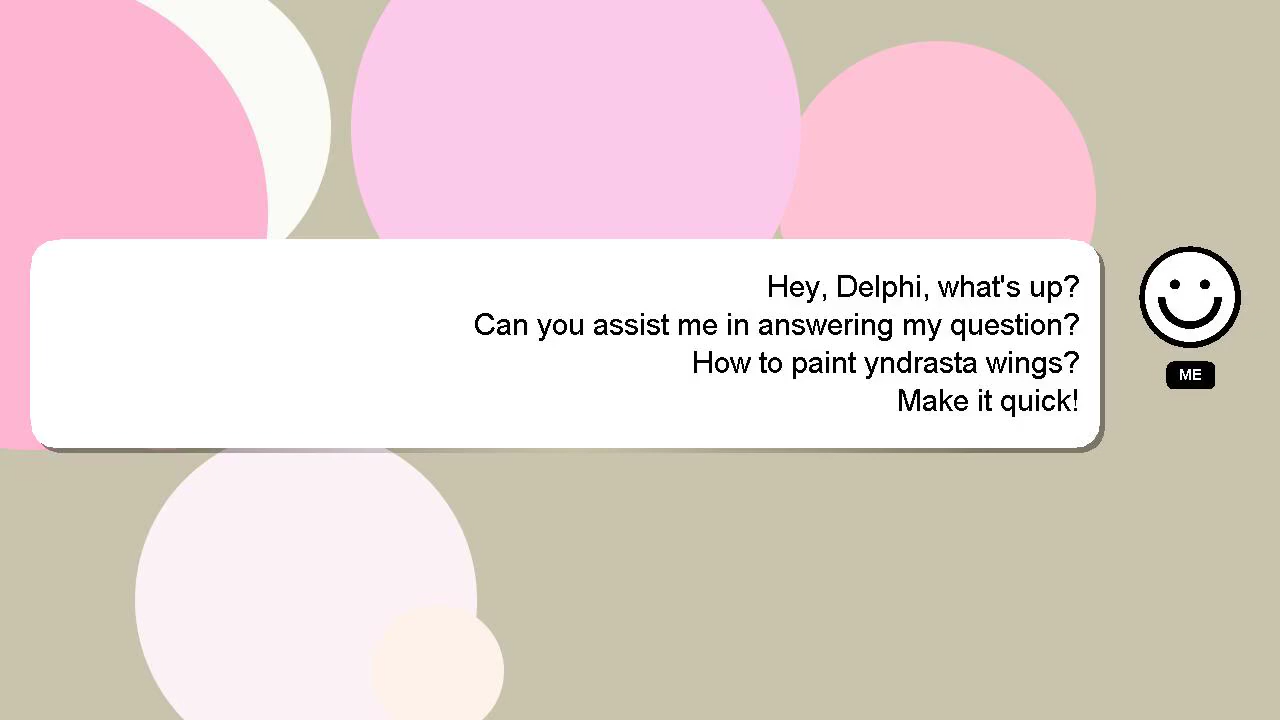 Hey, Delphi, what's up?
Can you assist me in answering my question?
How to paint yndrasta wings?
Make it quick!
ME